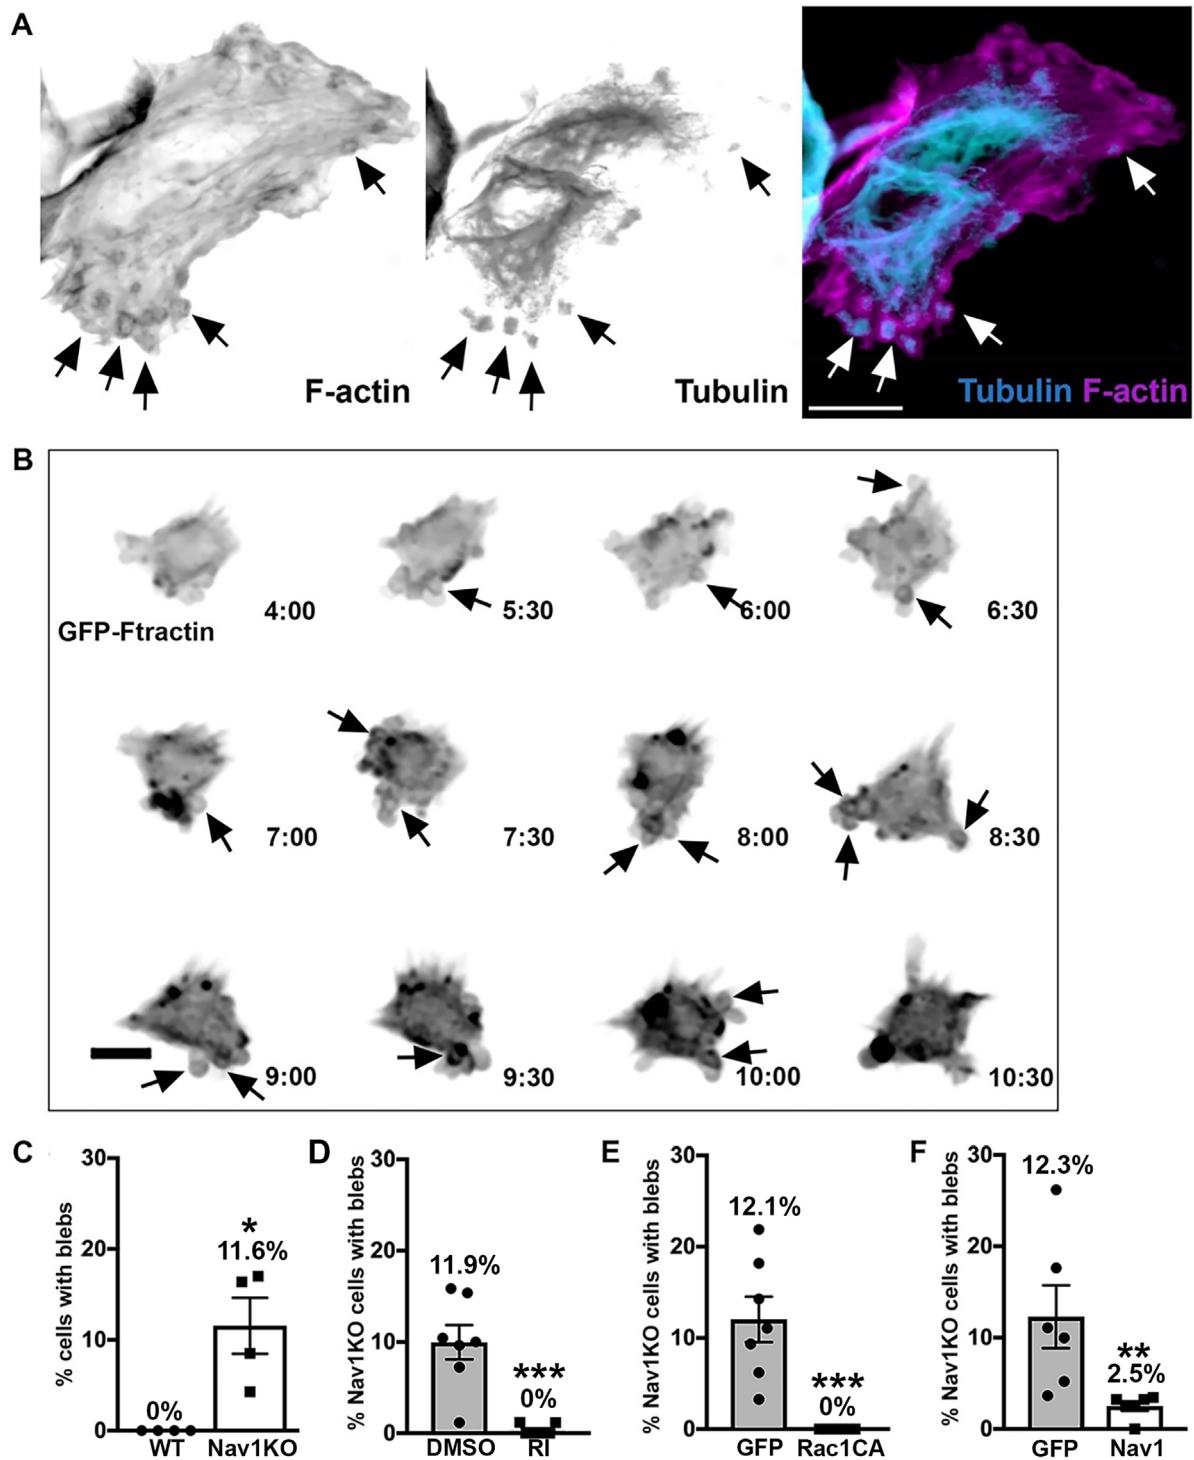 A
F-actin
Tubulin
Tubulin F-actin
B
4:00
5:30
6:00
6:30
GFP-Ftractin
7:00
7:30
8:00
8:30
9:00
9:30
10:00
10:30
C
% cells with blebs
30
20
10
0
0%
*
11.6%
WT
Nav1KO
D
% Nav1KO cells with blebs
30
20
10
0
11.9%
***
0%
DMSO
RI
E
% Nav1KO cells with blebs
30
20
10
0
12.1%
***
0%
GFP
Rac1CA
F
% Nav1KO cells with blebs
30
20
10
0
12.3%
**
2.5%
GFP
Nav1